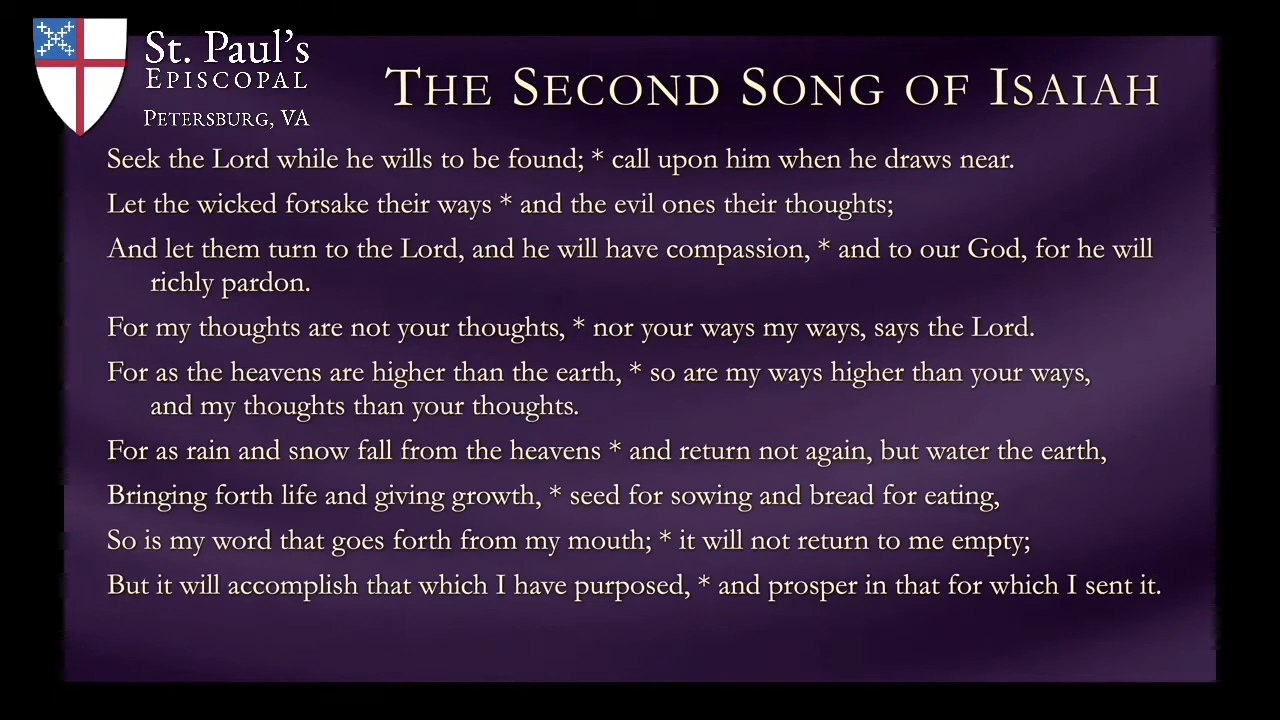 St. Paul's
Episcopal
Petersburg, VA
The Second Song of Isaiah
Seek the Lord while he wills to be found; * call upon him when he draws near.
Let the wicked forsake their ways * and the evil ones their thoughts;
And let them turn to the Lord, and he will have compassion, * and to our God, for he will
richly pardon.
For my thoughts are not your thoughts, * nor your ways my ways, says the Lord.
For as the heavens are higher than the earth, * so are my ways higher than your ways,
and my thoughts than your thoughts.
For as rain and snow fall from the heavens * and return not again, but water the earth,
Bringing forth life and giving growth, * seed for sowing and bread for eating,
So is my word that goes forth from my mouth; * it will not return to me empty;
But it will accomplish that which I have purposed, * and prosper in that for which I sent it.